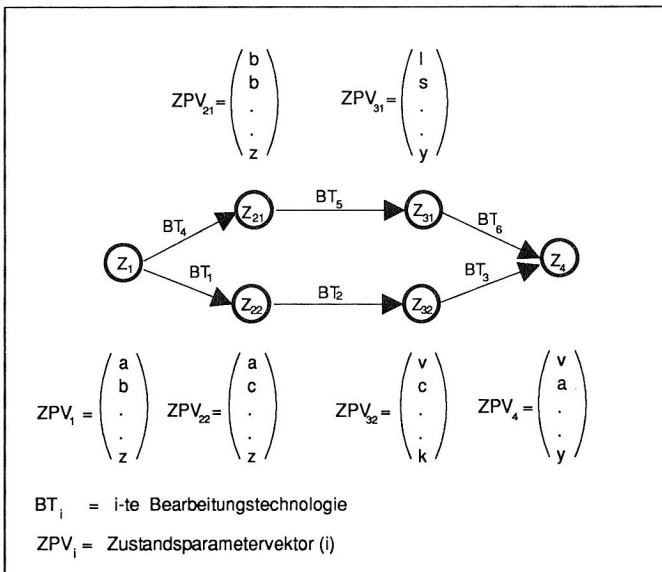 ZPV21 = ( b b . . z )
ZPV31 = ( l s . . y )
Z1
BT4
Z21
BT5
Z31
BT6
Z4
BT1
Z22
BT2
Z32
BT3
ZPV1 = ( a b . . z )
ZPV22 = ( a c . . z )
ZPV32 = ( v c . . k )
ZPV4 = ( v a . . y )
BTi = i-te Bearbeitungstechnologie
ZPVi = Zustandsparametervektor (i)